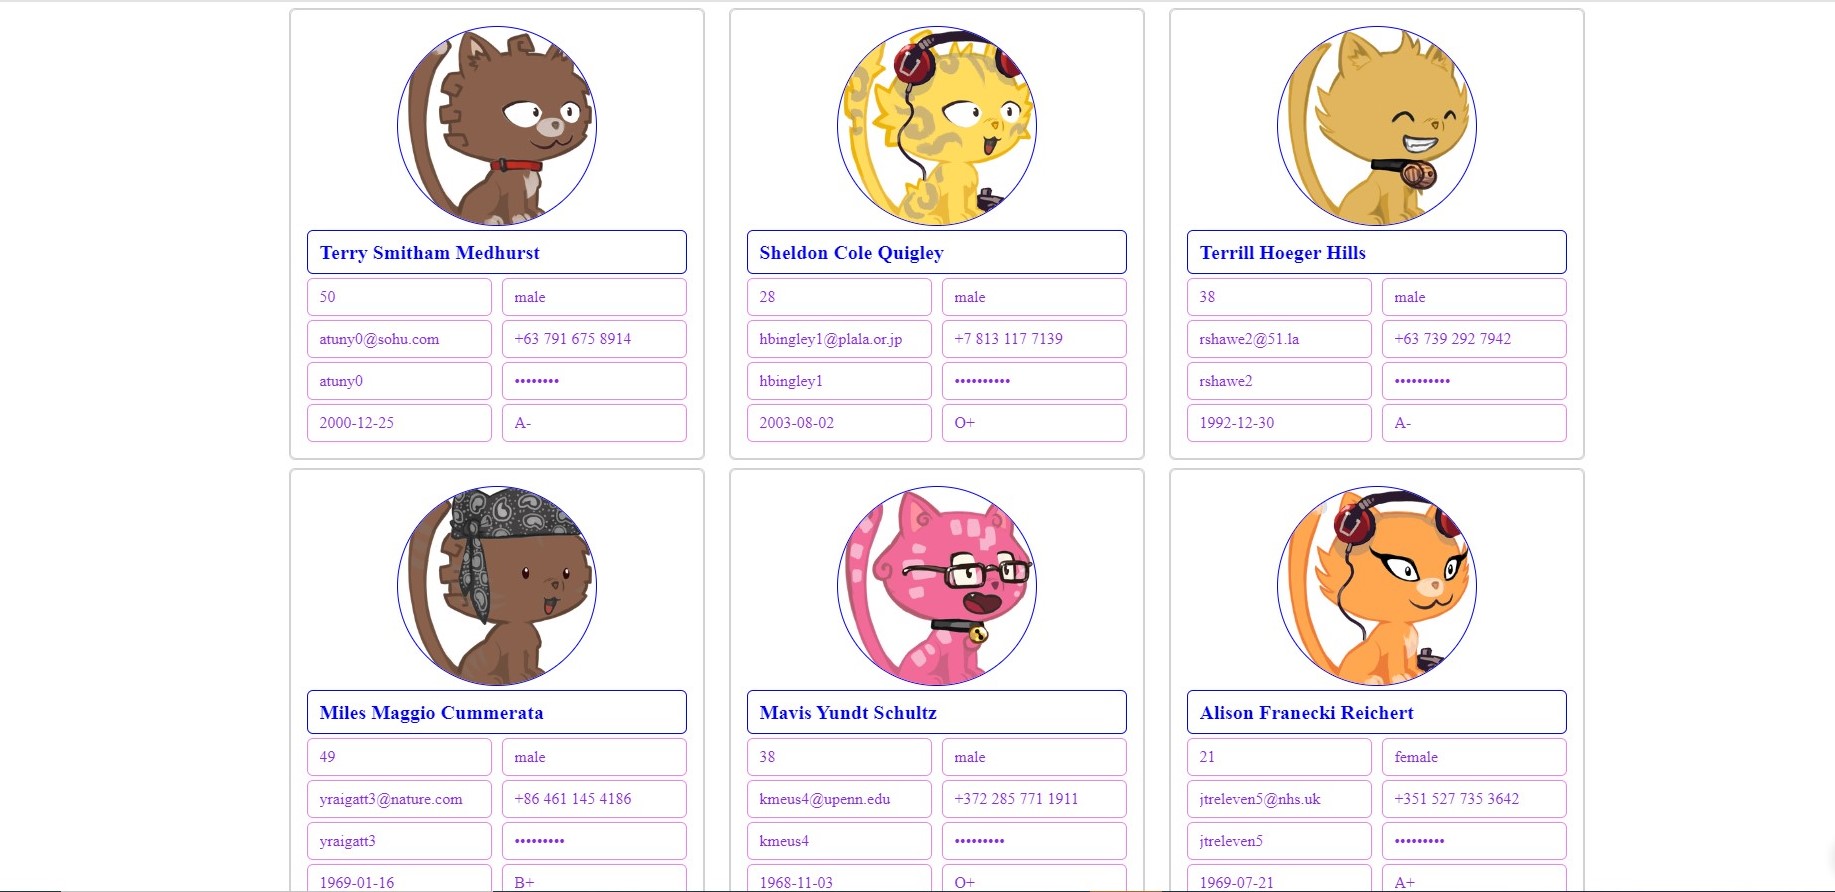 Terry Smitham Medhurst
50 male
atuny0@sohu.com +63 791 675 8914
atuny0 ••••••••
2000-12-25 A-
Sheldon Cole Quigley
28 male
hbingley1@plala.or.jp +7 813 117 7139
hbingley1 ••••••••••
2003-08-02 O+
Terrill Hoeger Hills
38 male
rshawe2@51.la +63 739 292 7942
rshawe2 ••••••••••
1992-12-30 A-
Miles Maggio Cummerata
49 male
yraigatt3@nature.com +86 461 145 4186
yraigatt3 •••••••••
1969-01-16 B+
Mavis Yundt Schultz
38 male
kmeus4@upenn.edu +372 285 771 1911
kmeus4 •••••••••
1968-11-03 O+
Alison Franecki Reichert
21 female
jtreleven5@nhs.uk +351 527 735 3642
jtreleven5 •••••••••
1969-07-21 A+